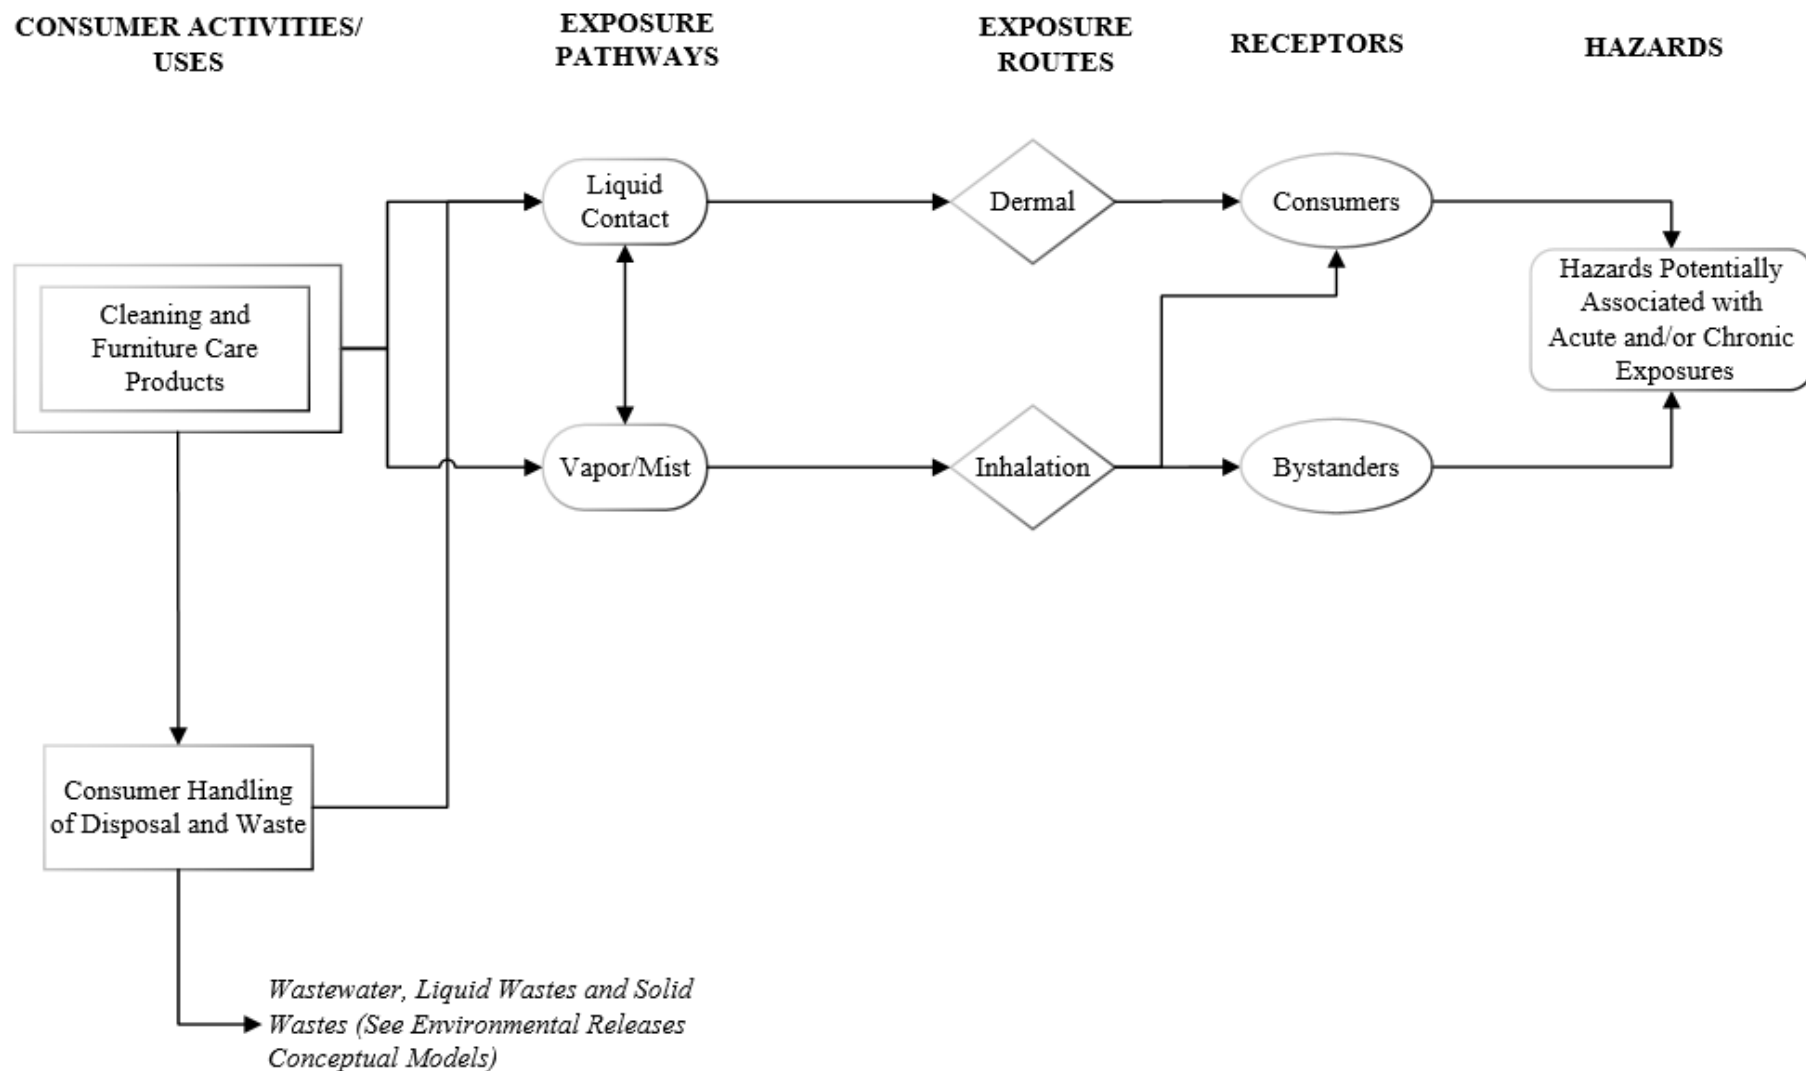 CONSUMER ACTIVITIES/
USES
EXPOSURE
PATHWAYS
EXPOSURE
ROUTES
RECEPTORS
HAZARDS
Liquid
Contact
Dermal
Consumers
Hazards Potentially
Associated with
Acute and/or Chronic
Exposures
Cleaning and
Furniture Care
Products
Vapor/Mist
Inhalation
Bystanders
Consumer Handling
of Disposal and Waste
Wastewater, Liquid Wastes and Solid
Wastes (See Environmental Releases
Conceptual Models)